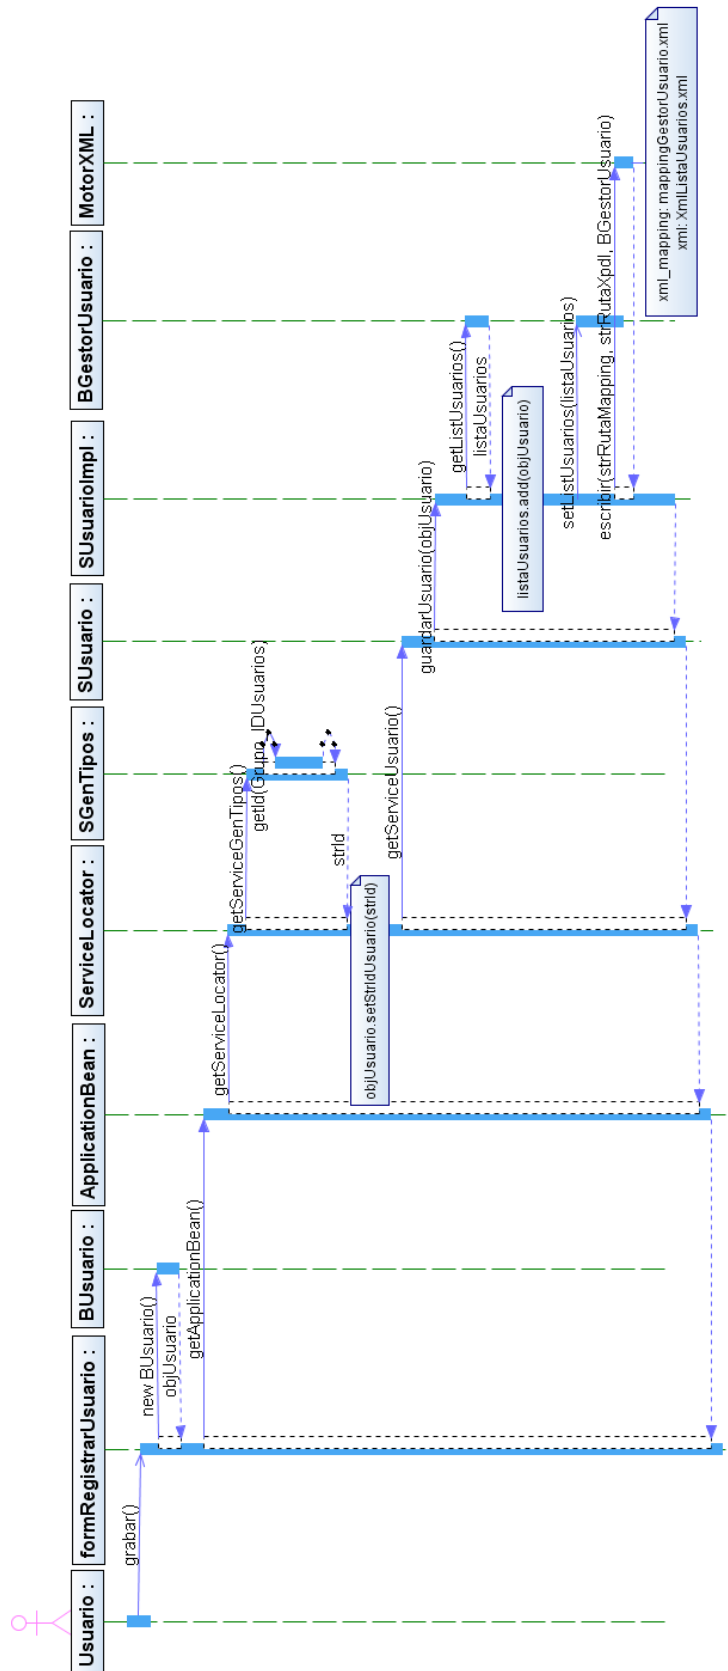 Usuario :
formRegistrarUsuario :
BUsuario :
ApplicationBean :
ServiceLocator :
SGenTipos :
SUsuario :
SUsuarioImpl :
BGestorUsuario :
MotorXML :
grabar()
new BUsuario()
objUsuario
getApplicationBean()
getServiceLocator()
getServiceGenTipos()
getId(Grupo_IDUsuarios)
strId
objUsuario.setStrIdUsuario(strId)
getServiceUsuario()
guardarUsuario(objUsuario)
getListUsuarios()
listaUsuarios
listaUsuarios.add(objUsuario)
setListUsuarios(listaUsuarios)
escribir(strRutaMapping, strRutaXpdl, BGestorUsuario)
xml_mapping: mappingGestorUsuario.xml
xml: XmlListaUsuarios.xml